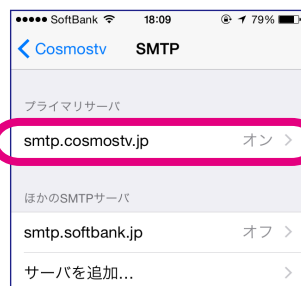 ●●●●● SoftBank 18:09 79%
Cosmostv SMTP
プライマリサーバ
smtp.cosmostv.jp オン
ほかのSMTPサーバ
smtp.softbank.jp オフ
サーバを追加...